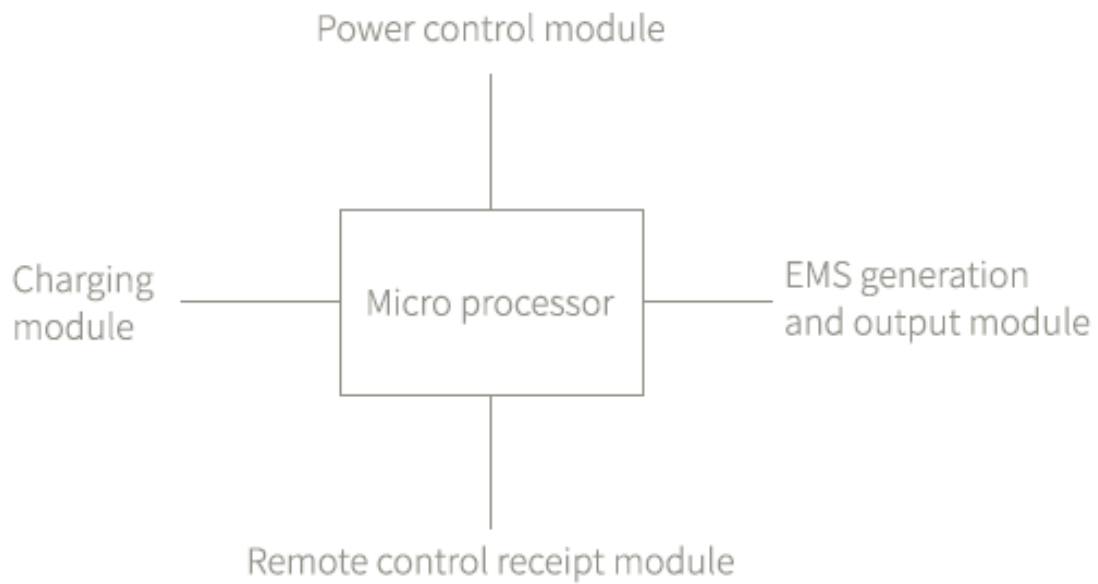 Power control module
Charging
module
Micro processor
EMS generation
and output module
Remote control receipt module